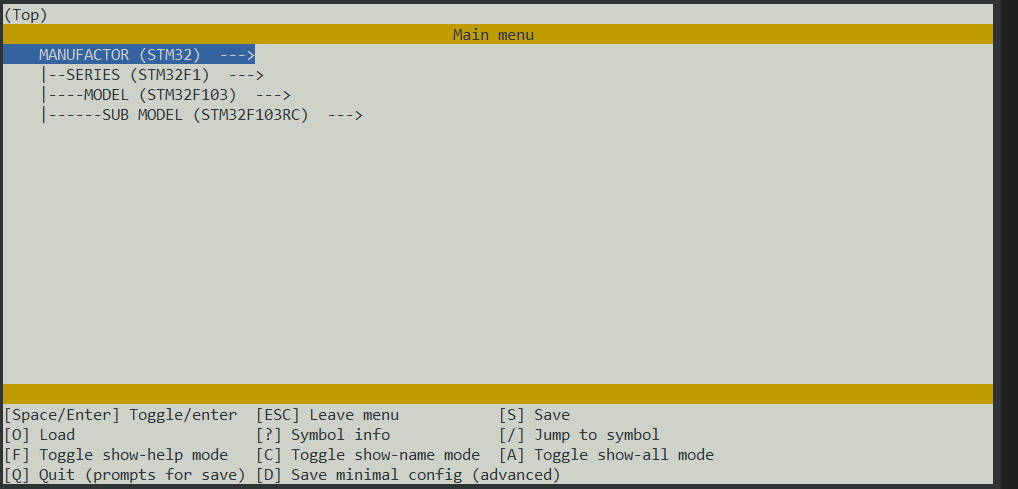 (Top)
Main menu
MANUFACTOR (STM32)  --->
|--SERIES (STM32F1)  --->
|----MODEL (STM32F103)  --->
|------SUB MODEL (STM32F103RC)  --->
[Space/Enter] Toggle/enter  [ESC] Leave menu           [S] Save
[O] Load                    [?] Symbol info            [/] Jump to symbol
[F] Toggle show-help mode   [C] Toggle show-name mode  [A] Toggle show-all mode
[Q] Quit (prompts for save) [D] Save minimal config (advanced)